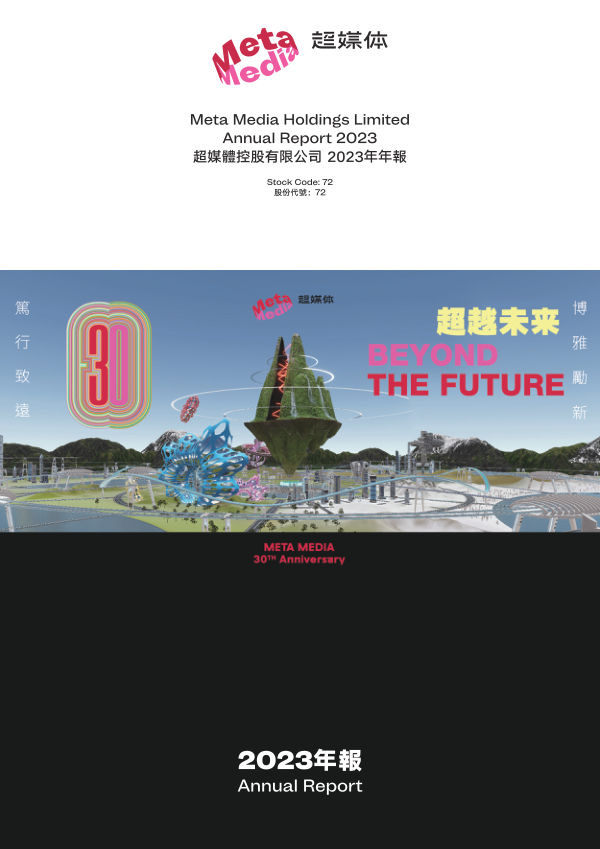 Meta Media
超媒体
Meta Media Holdings Limited
Annual Report 2023
超媒體控股有限公司 2023年年報
Stock Code: 72
股份代號：72
篤行致遠
30
Meta Media
超媒体
超越未来
BEYOND
THE FUTURE
博雅勵新
META MEDIA
30TH Anniversary
2023年報
Annual Report